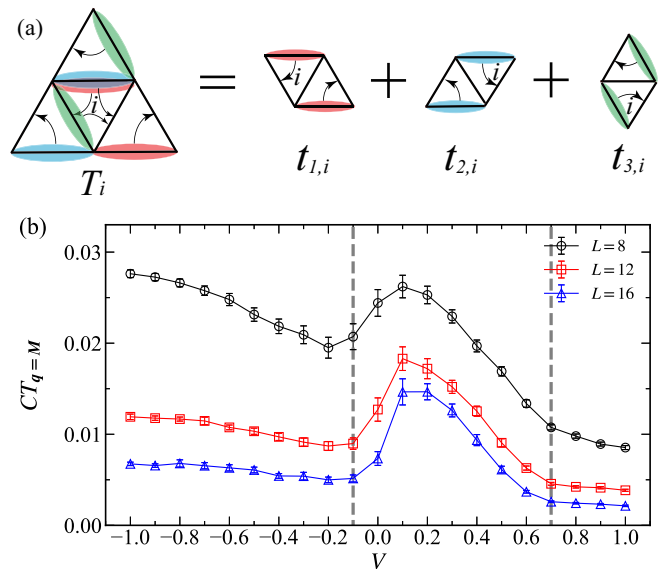 (a)
i = i + i + i
T_i t_{1,i} t_{2,i} t_{3,i}
(b)
0.03
0.02
0.01
0.00
CT_{q=M}
L=8
L=12
L=16
−1.0 −0.8 −0.6 −0.4 −0.2 0.0 0.2 0.4 0.6 0.8 1.0
V